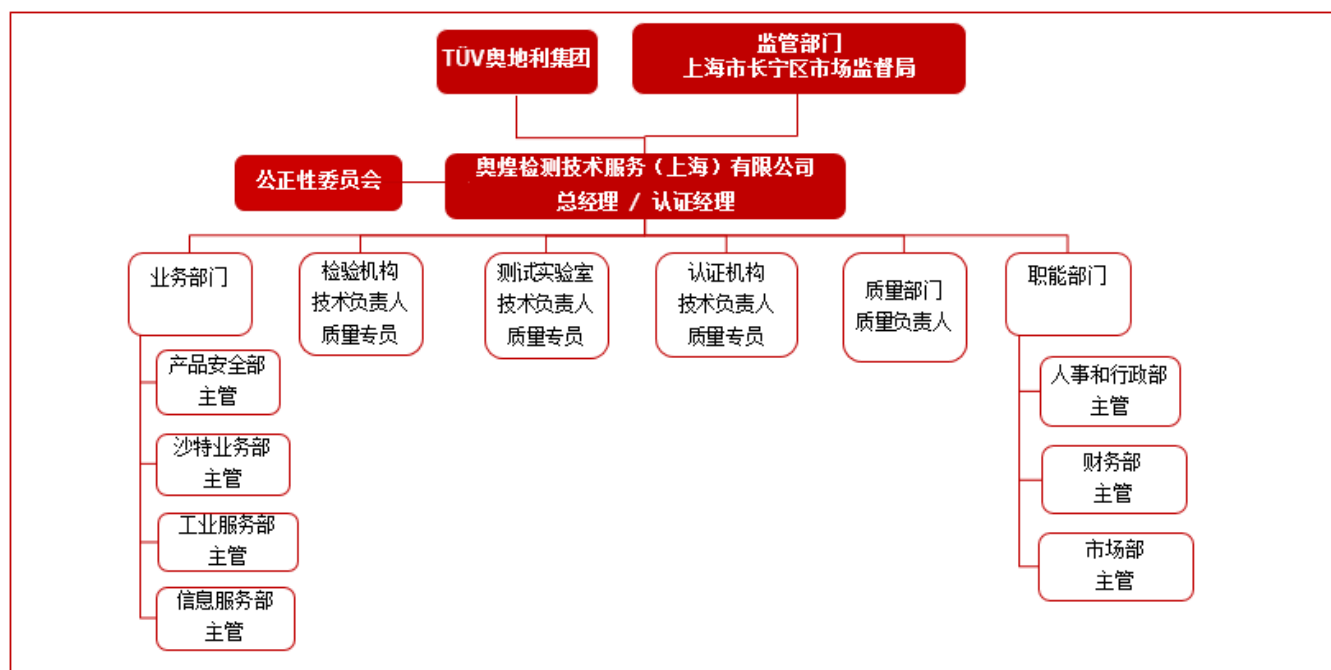 TÜV奥地利集团
监管部门
上海市长宁区市场监督局
公正性委员会
奥煌检测技术服务（上海）有限公司
总经理 / 认证经理
业务部门
检验机构
技术负责人
质量专员
测试实验室
技术负责人
质量专员
认证机构
技术负责人
质量专员
质量部门
质量负责人
职能部门
产品安全部
主管
沙特业务部
主管
工业服务部
主管
信息服务部
主管
人事和行政部
主管
财务部
主管
市场部
主管